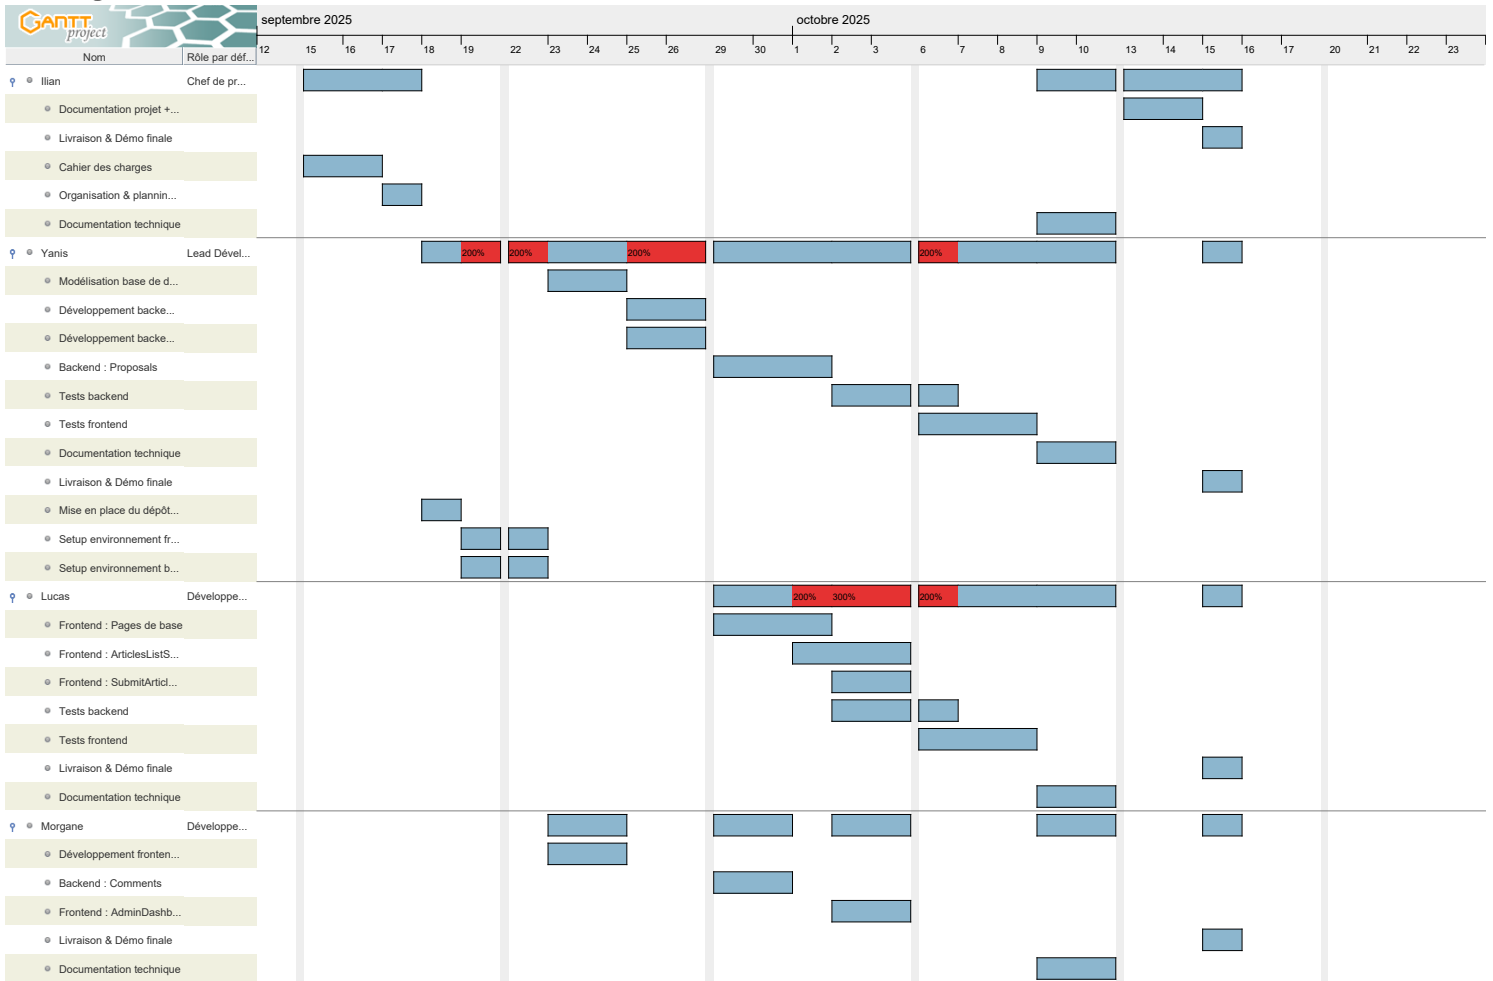 GANTT project
septembre 2025
octobre 2025
Nom
Rôle par déf...
12 15 16 17 18 19 22 23 24 25 26 29 30 1 2 3 6 7 8 9 10 13 14 15 16 17 20 21 22 23
Ilian Chef de pr...
Documentation projet +...
Livraison & Démo finale
Cahier des charges
Organisation & plannin...
Documentation technique
Yanis Lead Dével... 200% 200% 200% 200%
Modélisation base de d...
Développement backe...
Développement backe...
Backend : Proposals
Tests backend
Tests frontend
Documentation technique
Livraison & Démo finale
Mise en place du dépôt...
Setup environnement fr...
Setup environnement b...
Lucas Développe... 200% 300% 200%
Frontend : Pages de base
Frontend : ArticlesListS...
Frontend : SubmitArticl...
Tests backend
Tests frontend
Livraison & Démo finale
Documentation technique
Morgane Développe...
Développement fronten...
Backend : Comments
Frontend : AdminDashb...
Livraison & Démo finale
Documentation technique